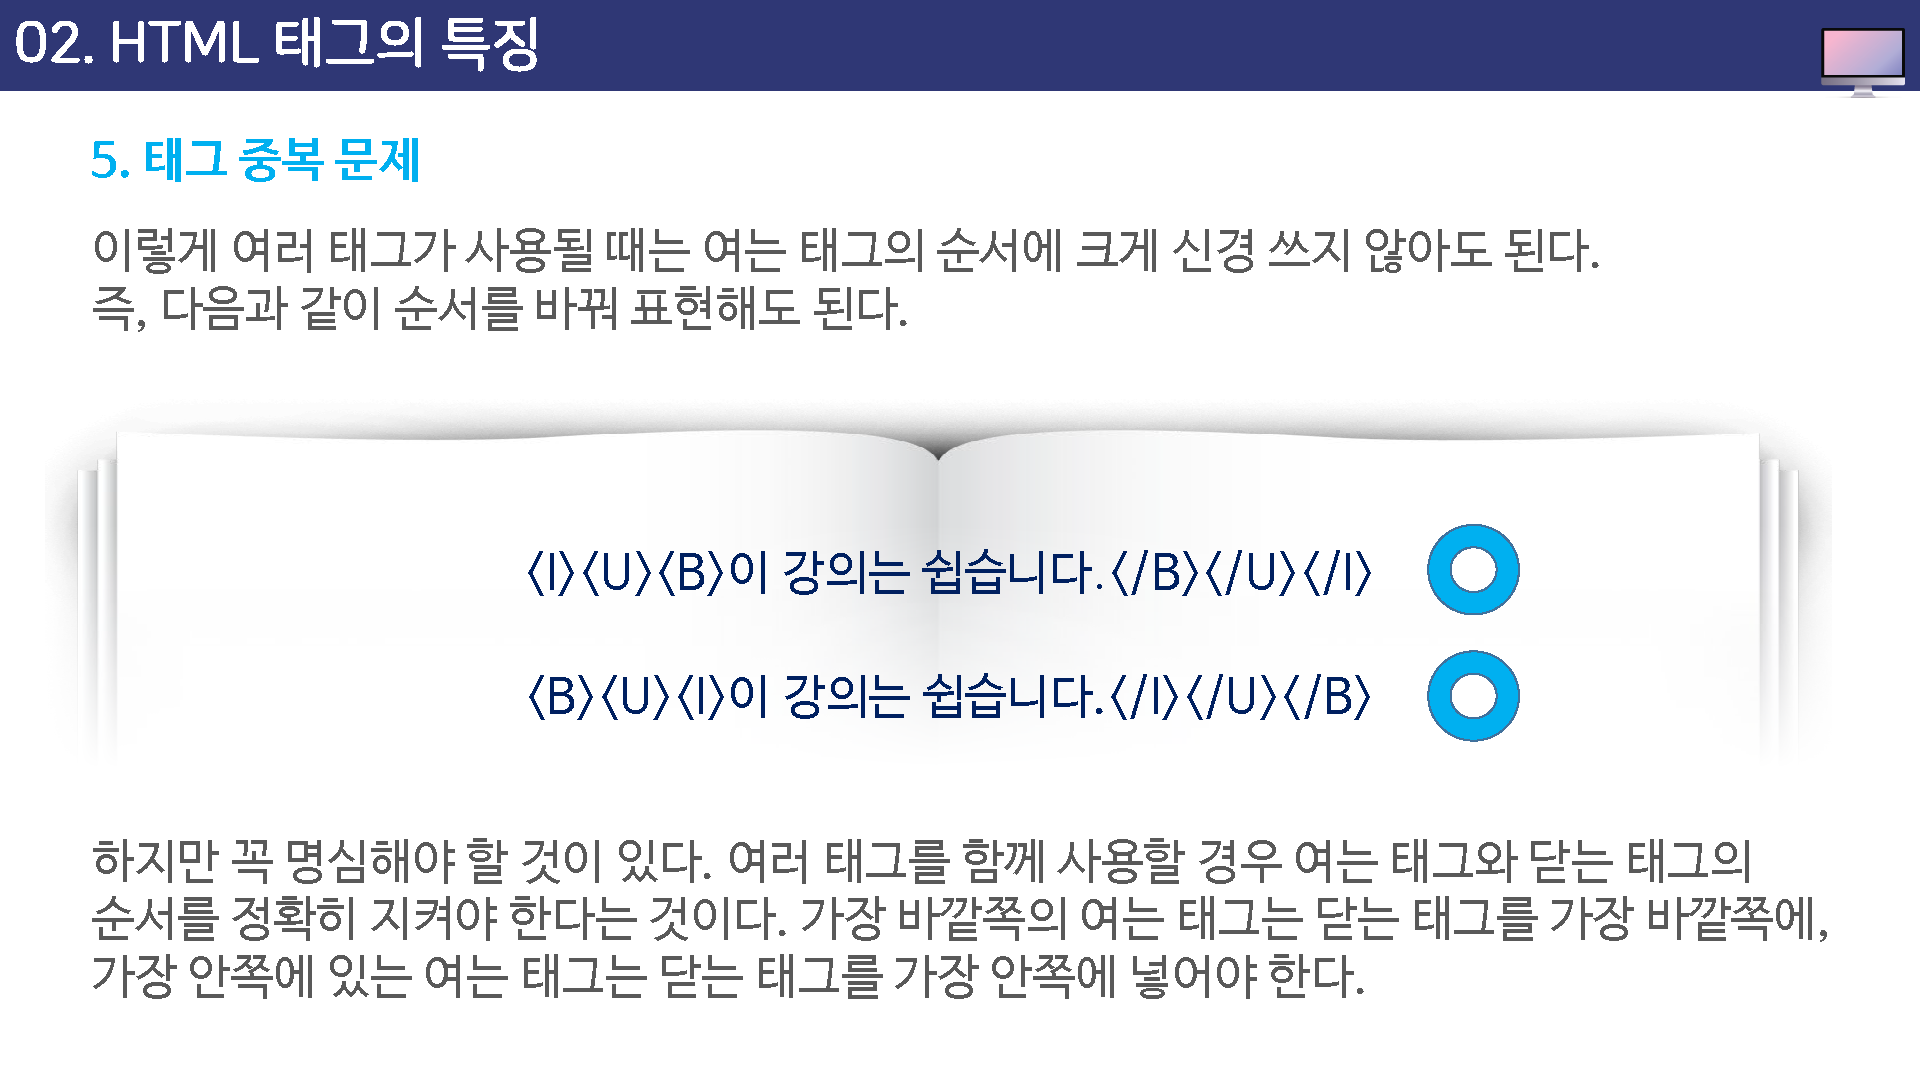 02. HTML 태그의 특징
5. 태그 중복 문제
이렇게 여러 태그가 사용될 때는 여는 태그의 순서에 크게 신경 쓰지 않아도 된다.
즉, 다음과 같이 순서를 바꿔 표현해도 된다.
<I><U><B>이 강의는 쉽습니다.</B></U></I>
<B><U><I>이 강의는 쉽습니다.</I></U></B>
하지만 꼭 명심해야 할 것이 있다. 여러 태그를 함께 사용할 경우 여는 태그와 닫는 태그의
순서를 정확히 지켜야 한다는 것이다. 가장 바깥쪽의 여는 태그는 닫는 태그를 가장 바깥쪽에,
가장 안쪽에 있는 여는 태그는 닫는 태그를 가장 안쪽에 넣어야 한다.